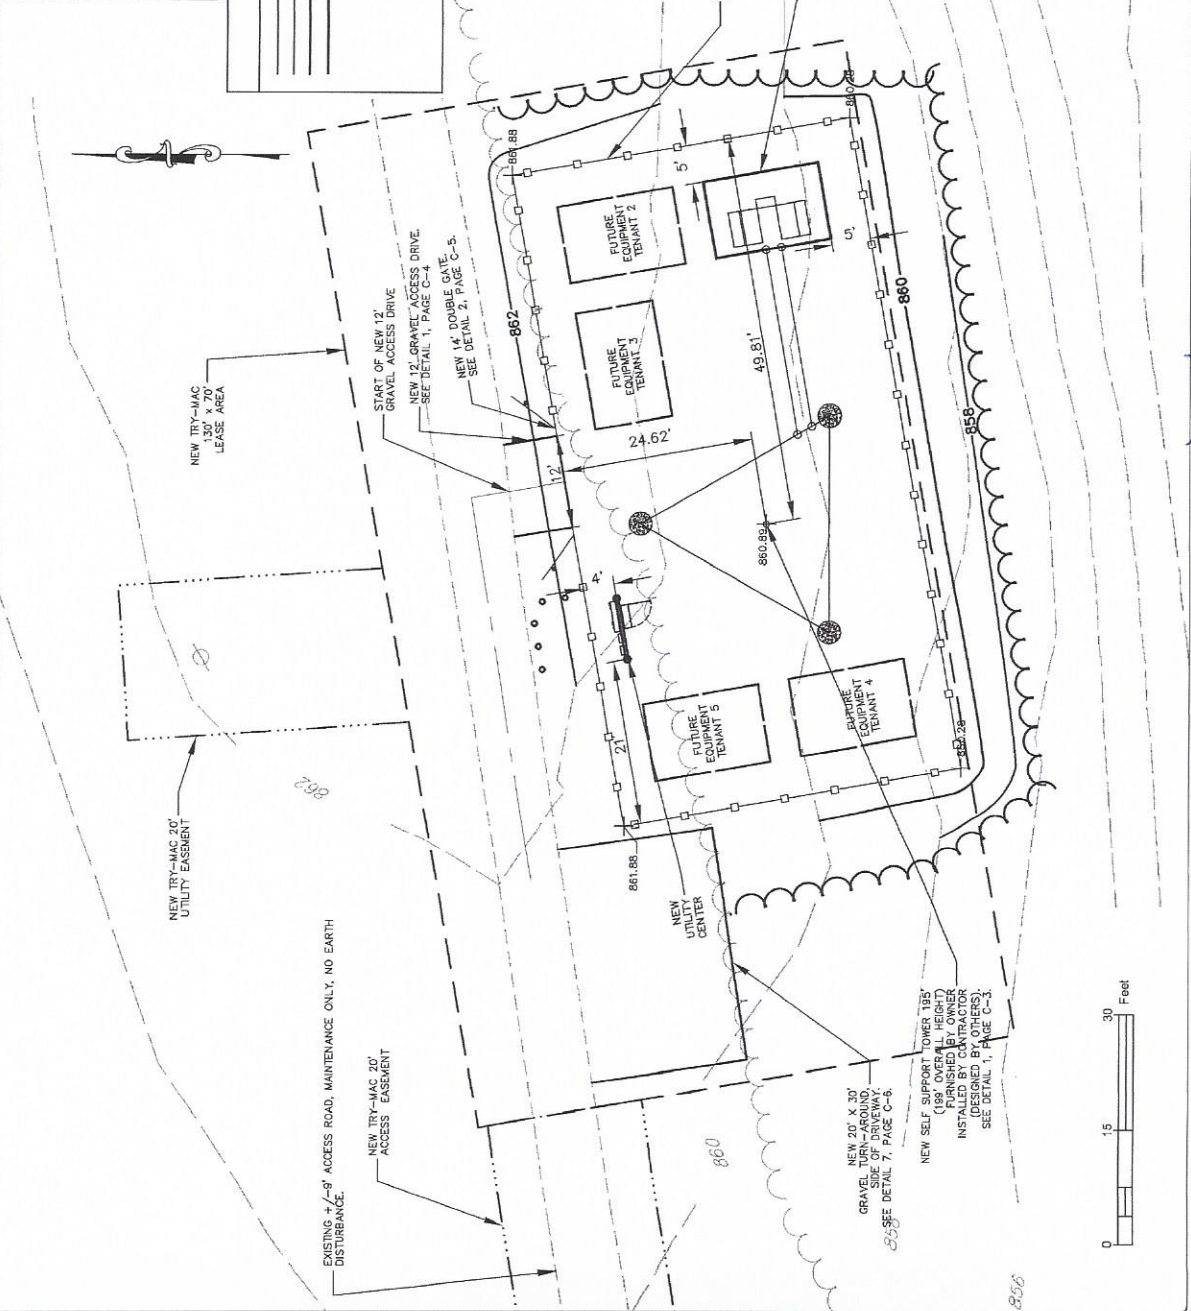 NEW TRY-MAC
130' x 70'
LEASE AREA
START OF NEW 12'
GRAVEL ACCESS DRIVE
NEW 12' GRAVEL ACCESS DRIVE.
SEE DETAIL 1, PAGE C-4
NEW 14' DOUBLE GATE.
SEE DETAIL 2, PAGE C-5.
861.88
862
FUTURE
EQUIPMENT
TENANT 2
FUTURE
EQUIPMENT
TENANT 3
5'
5'
12'
24.62'
49.81'
860
858
860.89
4'
21'
FUTURE
EQUIPMENT
TENANT 5
FUTURE
EQUIPMENT
TENANT 4
861.88
NEW
UTILITY
CENTER
NEW TRY-MAC 20'
UTILITY EASEMENT
862
EXISTING +/-9' ACCESS ROAD, MAINTENANCE ONLY, NO EARTH
DISTURBANCE.
NEW TRY-MAC 20'
ACCESS EASEMENT
860
NEW 20' X 30'
GRAVEL TURN-AROUND,
SIDE OF DRIVEWAY.
SEE DETAIL 7, PAGE C-6.
858
NEW SELF SUPPORT TOWER 195'
(199' OVERALL HEIGHT)
FURNISHED BY OWNER
INSTALLED BY CONTRACTOR
(DESIGNED BY OTHERS).
SEE DETAIL 1, PAGE C-3.
856
0 15 30
Feet